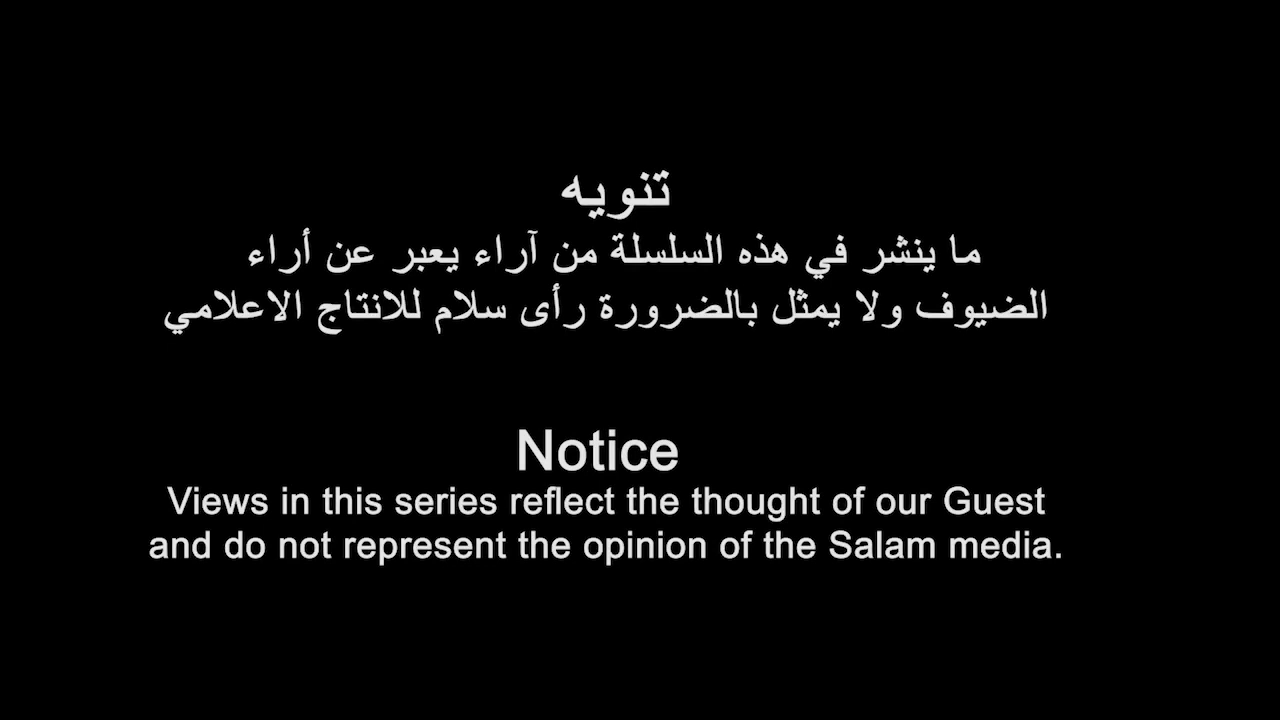 تنويه
ما ينشر في هذه السلسلة من آراء يعبر عن أراء
الضيوف ولا يمثل بالضرورة رأى سلام للانتاج الاعلامي
Notice
Views in this series reflect the thought of our Guest
and do not represent the opinion of the Salam media.